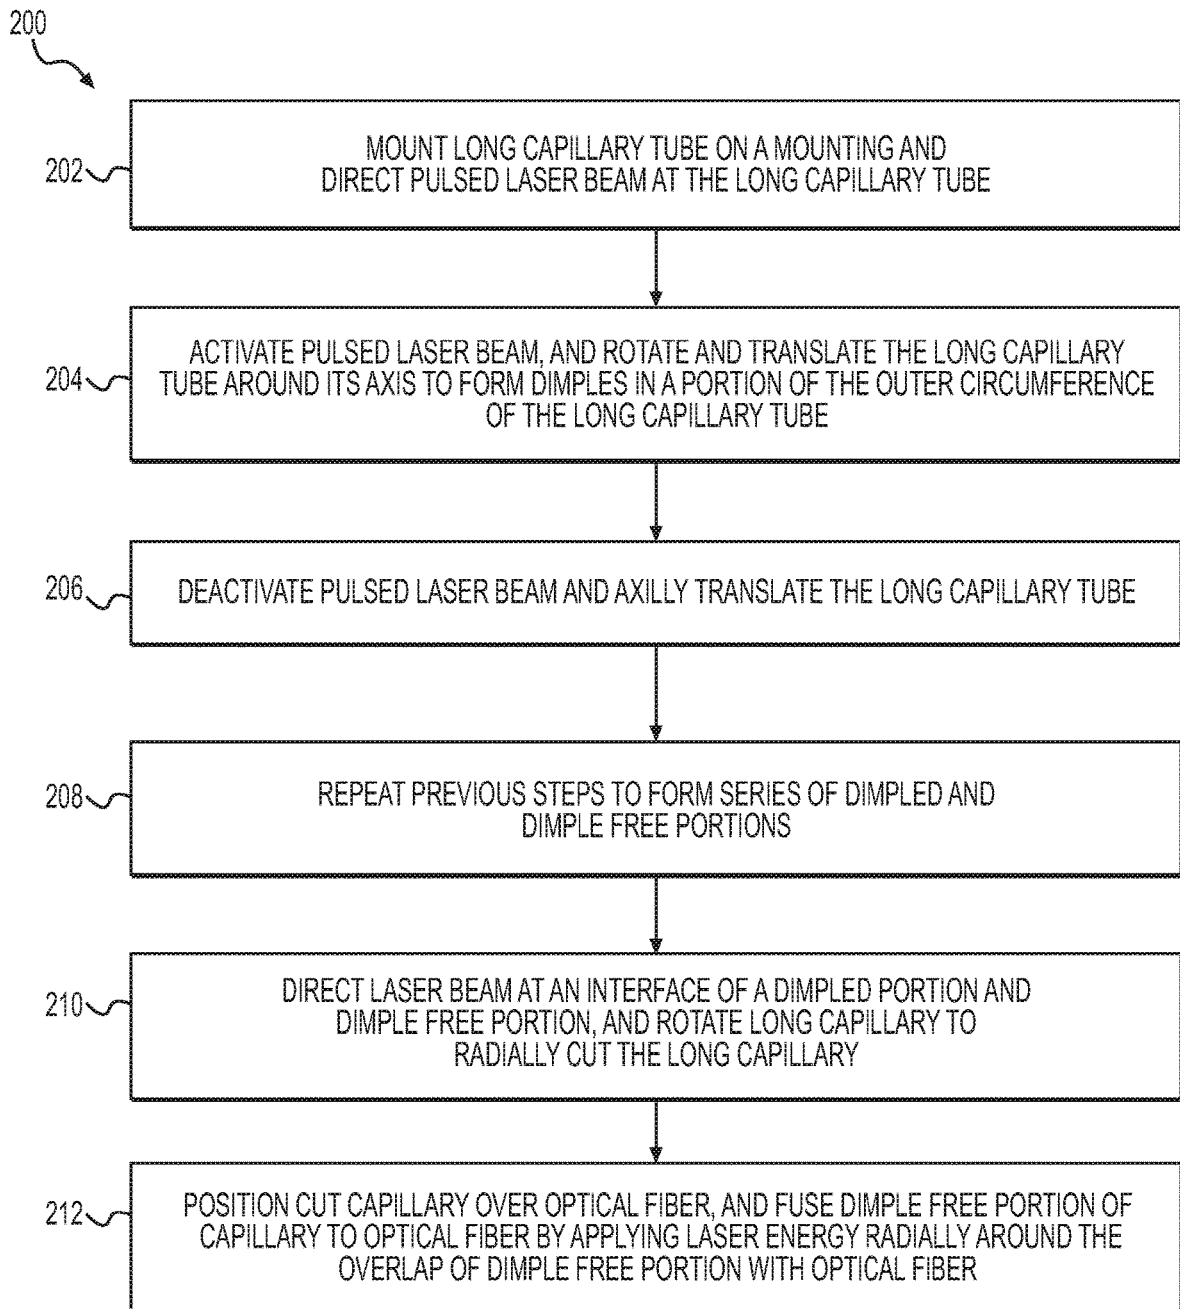 200
202
MOUNT LONG CAPILLARY TUBE ON A MOUNTING AND
DIRECT PULSED LASER BEAM AT THE LONG CAPILLARY TUBE
204
ACTIVATE PULSED LASER BEAM, AND ROTATE AND TRANSLATE THE LONG CAPILLARY
TUBE AROUND ITS AXIS TO FORM DIMPLES IN A PORTION OF THE OUTER CIRCUMFERENCE
OF THE LONG CAPILLARY TUBE
206
DEACTIVATE PULSED LASER BEAM AND AXILLY TRANSLATE THE LONG CAPILLARY TUBE
208
REPEAT PREVIOUS STEPS TO FORM SERIES OF DIMPLED AND
DIMPLE FREE PORTIONS
210
DIRECT LASER BEAM AT AN INTERFACE OF A DIMPLED PORTION AND
DIMPLE FREE PORTION, AND ROTATE LONG CAPILLARY TO
RADIALLY CUT THE LONG CAPILLARY
212
POSITION CUT CAPILLARY OVER OPTICAL FIBER, AND FUSE DIMPLE FREE PORTION OF
CAPILLARY TO OPTICAL FIBER BY APPLYING LASER ENERGY RADIALLY AROUND THE
OVERLAP OF DIMPLE FREE PORTION WITH OPTICAL FIBER